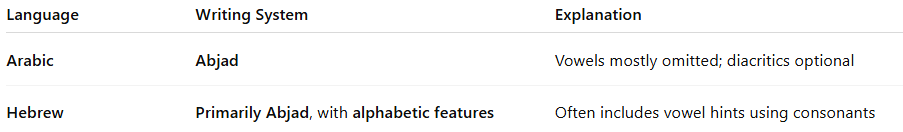 Language Writing System Explanation
Arabic Abjad Vowels mostly omitted; diacritics optional
Hebrew Primarily Abjad, with alphabetic features Often includes vowel hints using consonants